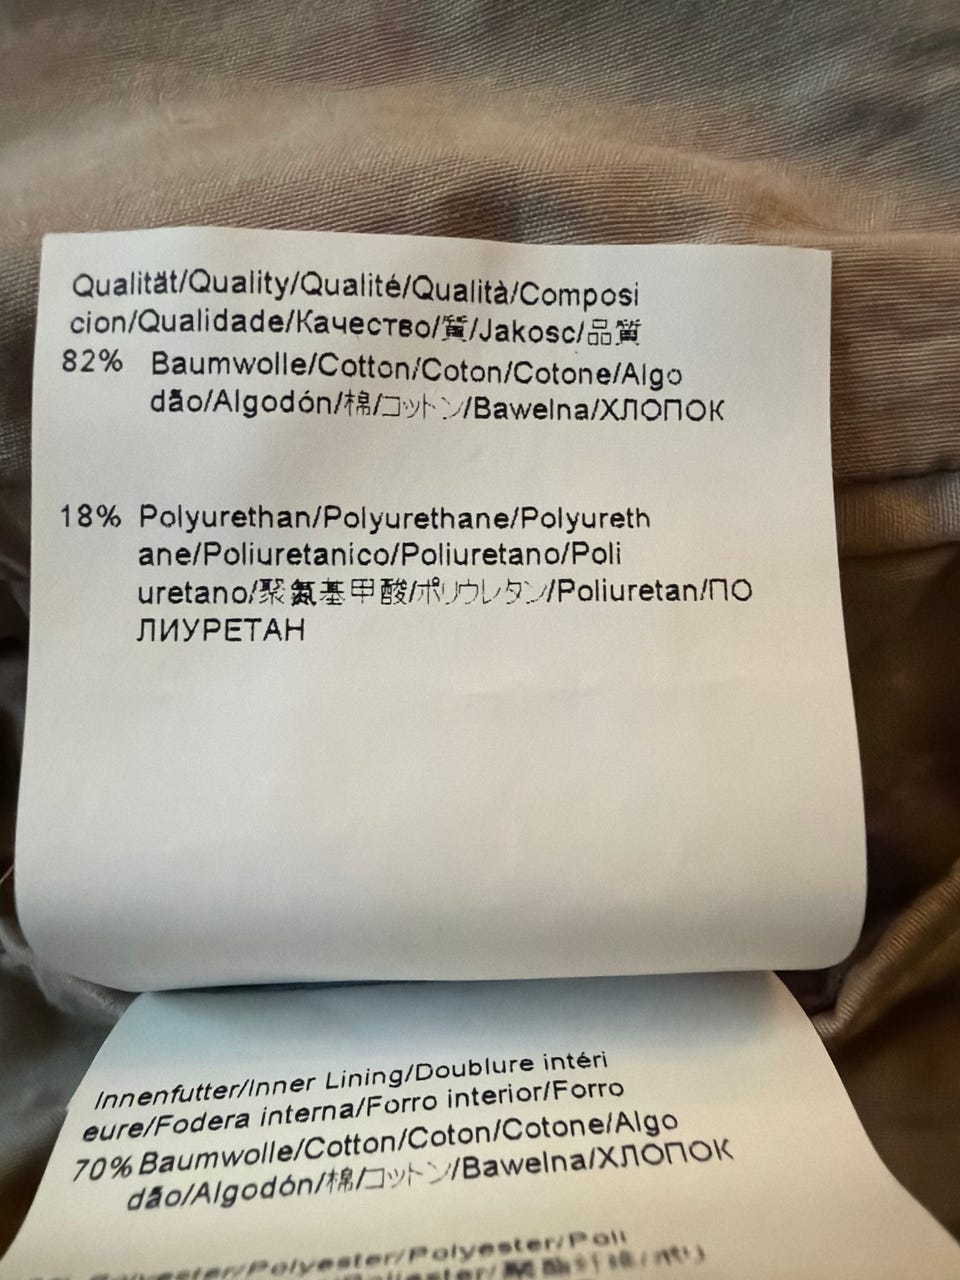 Qualität/Quality/Qualité/Qualità/Composi
cion/Qualidade/Качество/質/Jakosc/品質
82% Baumwolle/Cotton/Coton/Cotone/Algo
dão/Algodón/棉/コットン/Bawelna/ХЛОПОК
18% Polyurethan/Polyurethane/Polyureth
ane/Poliuretanico/Poliuretano/Poli
uretano/聚氨基甲酸/ポリウレタン/Poliuretan/ПО
ЛИУРЕТАН
Innenfutter/Inner Lining/Doublure intéri
eure/Fodera interna/Forro interior/Forro
70% Baumwolle/Cotton/Coton/Cotone/Algo
dão/Algodón/棉/コットン/Bawelna/ХЛОПОК
Polyester/Polyester/Polyester/Poli